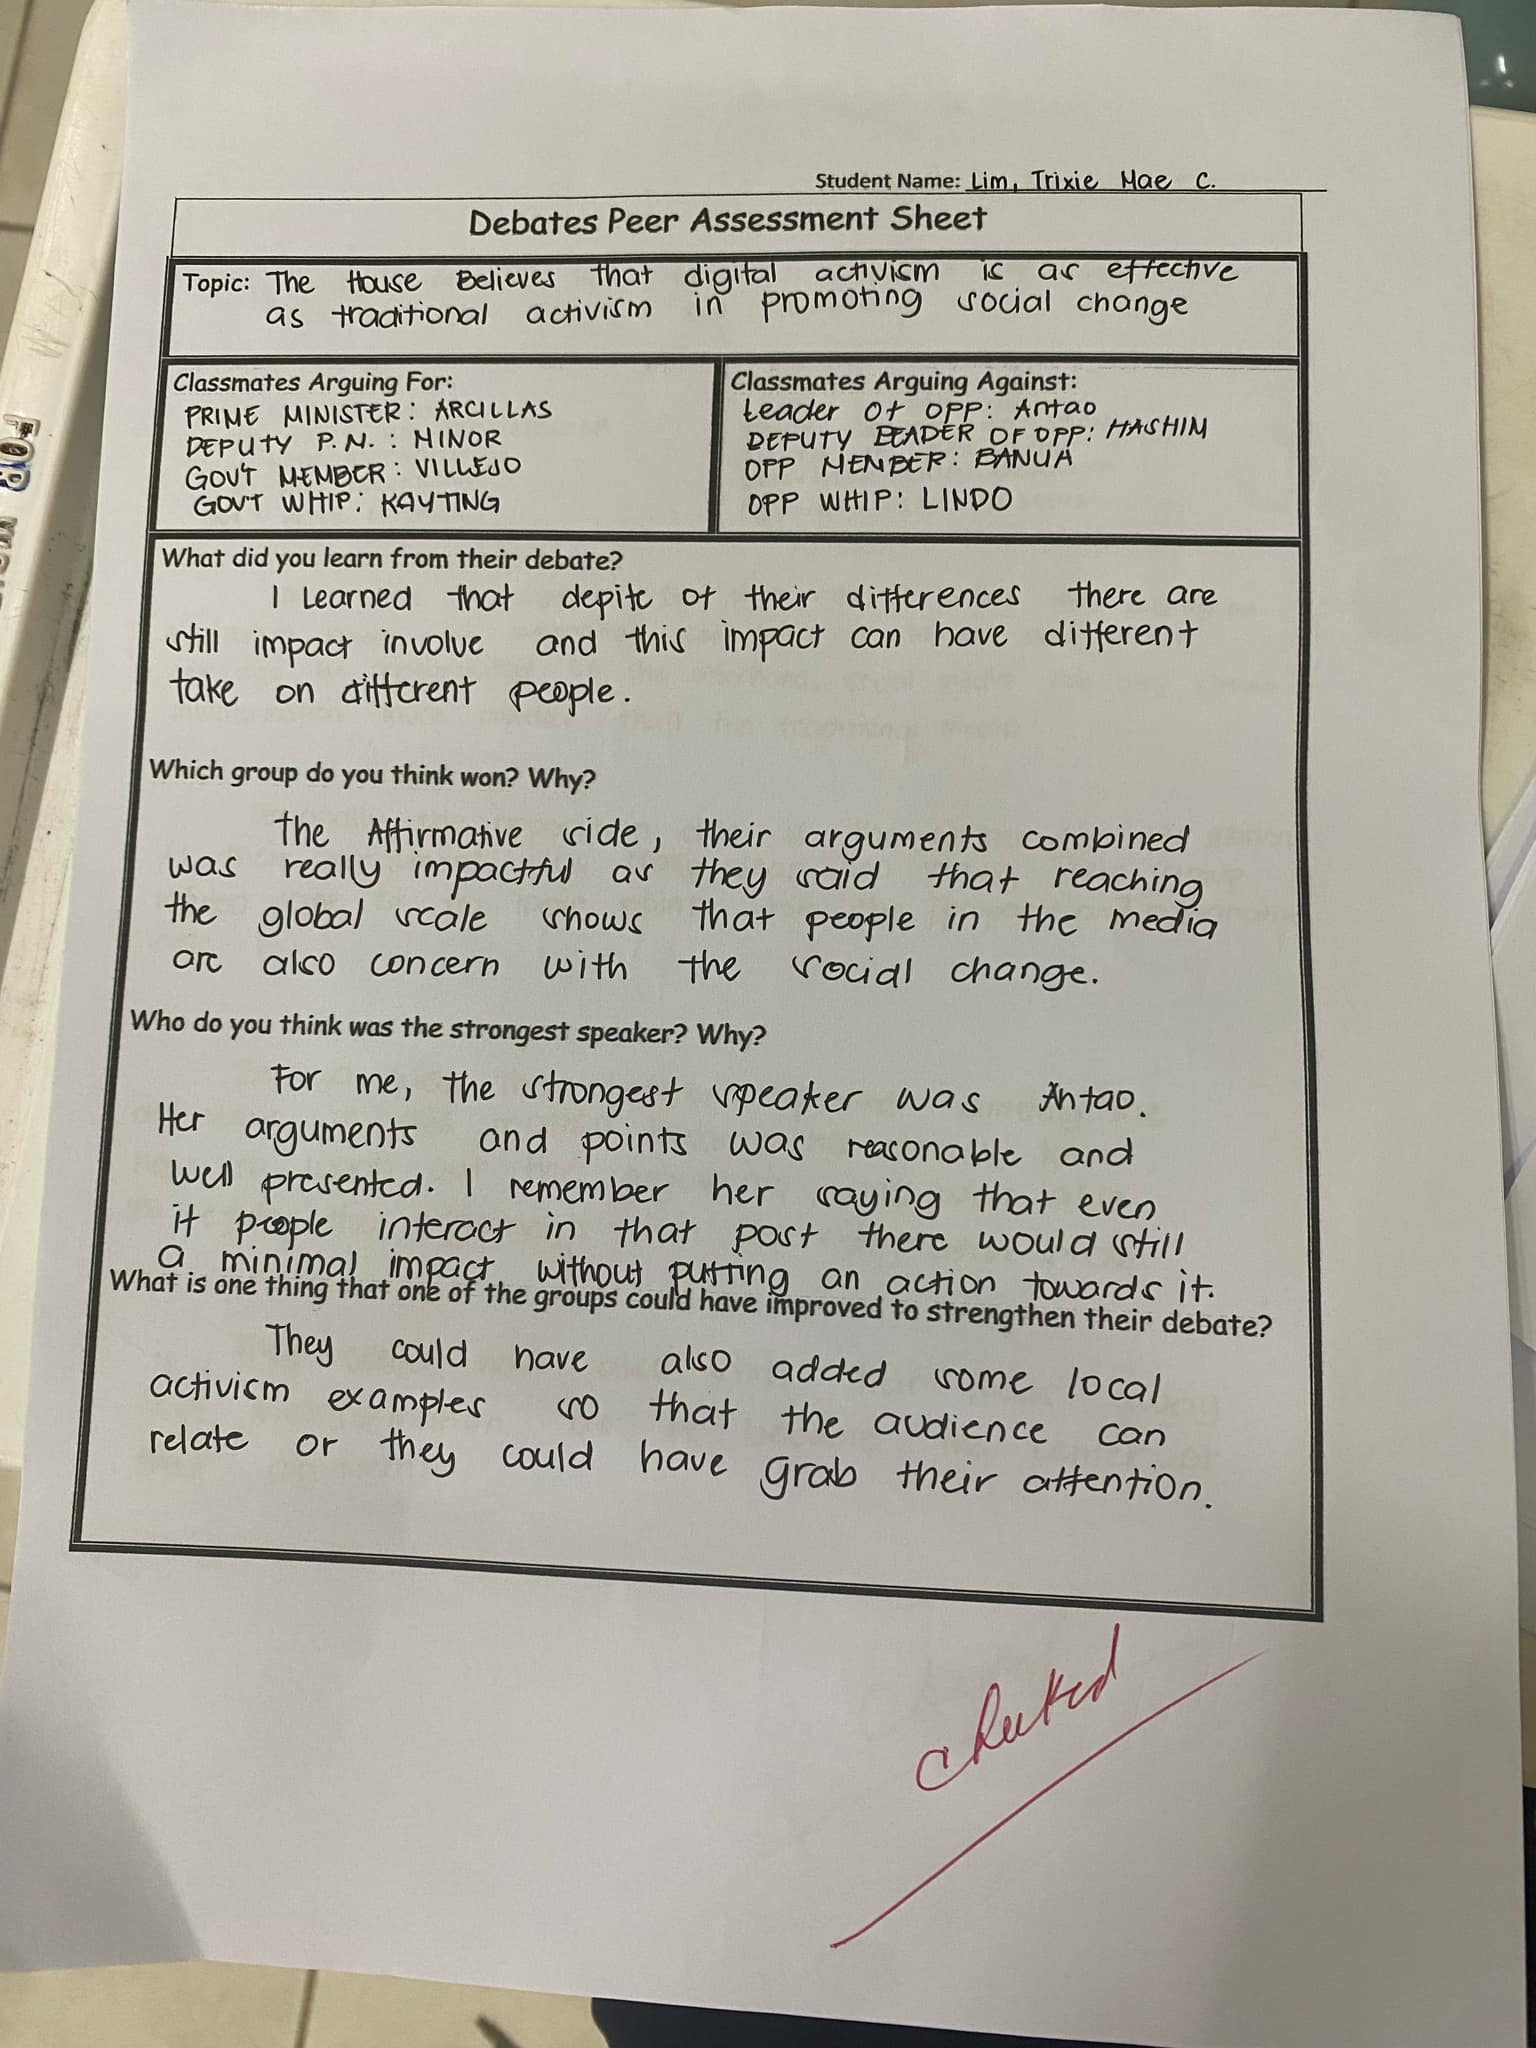 Student Name: Lim, Trixie Mae C.
Debates Peer Assessment Sheet
Topic: The House Believes that digital activism is as effective
as traditional activism in promoting social change
Classmates Arguing For:
PRIME MINISTER: ARCILLAS
DEPUTY P.M.: MINOR
GOVT MEMBER: VILLEJO
GOVT WHIP: KAYTING
Classmates Arguing Against:
Leader Of OPP: Antao
DEPUTY LEADER OF OPP: HASHIM
OPP MEMBER: BANUA
OPP WHIP: LINDO
What did you learn from their debate?
I Learned that depite of their differences there are
still impact involve and this impact can have different
take on different people.
Which group do you think won? Why?
The Affirmative side, their arguments combined
was really impactful as they said that reaching
the global scale shows that people in the media
are also concern with the social change.
Who do you think was the strongest speaker? Why?
For me, the strongest speaker was Antao.
Her arguments and points was reasonable and
well presented. I remember her saying that even
if people interact in that post there would still
a minimal impact without putting an action towards it.
What is one thing that one of the groups could have improved to strengthen their debate?
They could have also added some local
activism examples so that the audience can
relate or they could have grab their attention.
checked